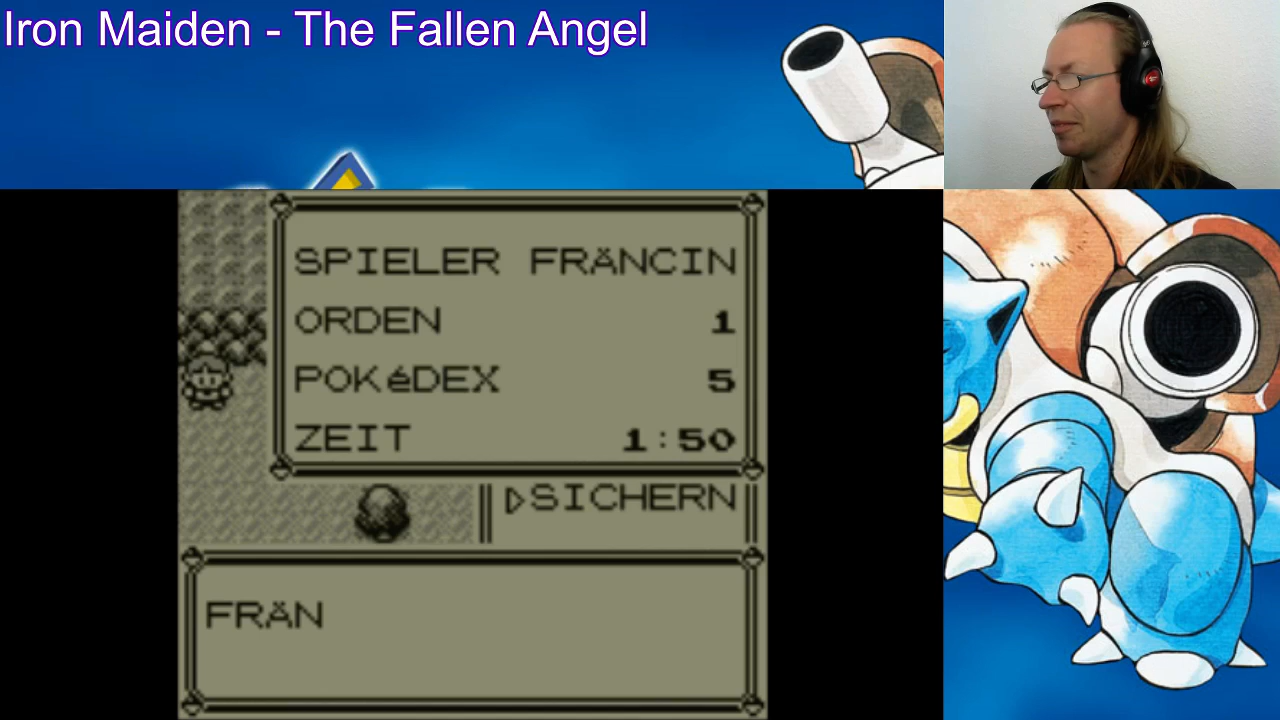 Iron Maiden - The Fallen Angel
SPIELER FRÄNCIN
ORDEN 1
POKéDEX 5
ZEIT 1:50
▷SICHERN
FRÄN